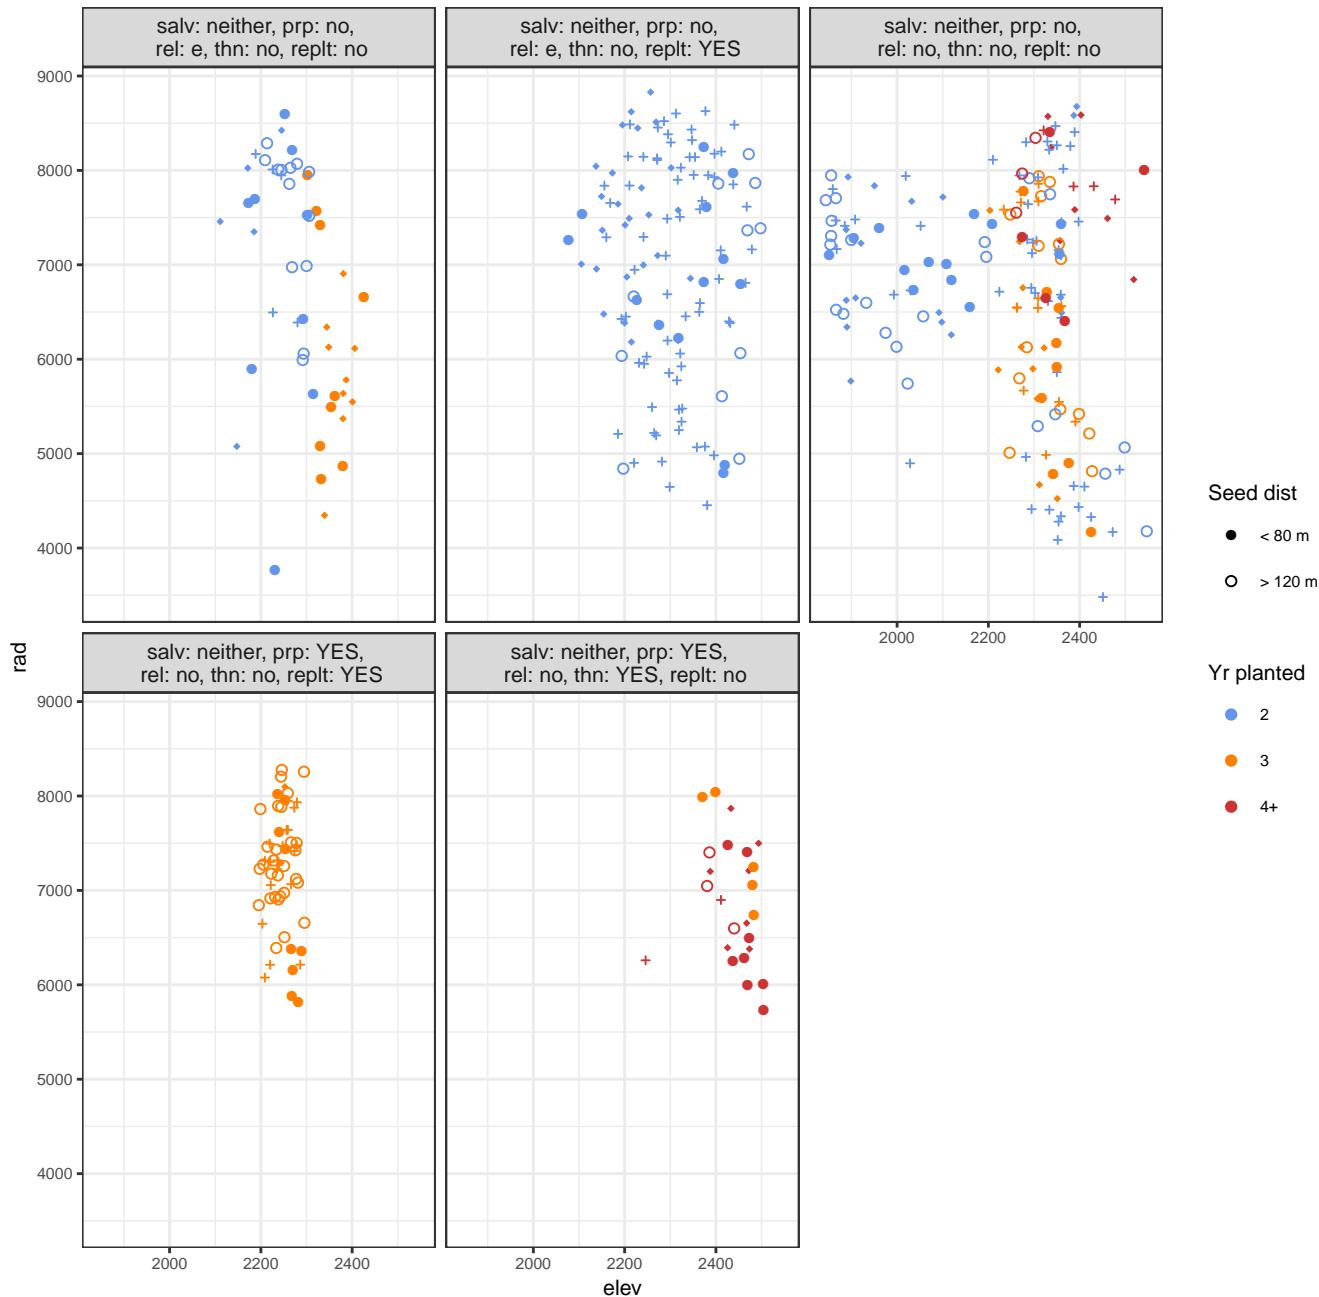 salv: neither, prp: no,
rel: e, thn: no, replt: no
salv: neither, prp: no,
rel: e, thn: no, replt: YES
salv: neither, prp: no,
rel: no, thn: no, replt: no
9000
8000
7000
6000
5000
4000
2000 2200 2400
Seed dist
< 80 m
> 120 m
rad
salv: neither, prp: YES,
rel: no, thn: no, replt: YES
salv: neither, prp: YES,
rel: no, thn: YES, replt: no
Yr planted
2
3
4+
9000
8000
7000
6000
5000
4000
2000 2200 2400
2000 2200 2400
elev